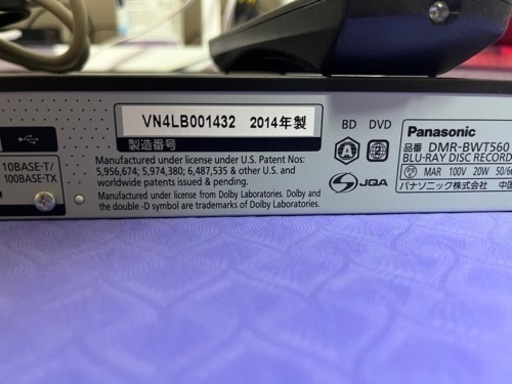 VN4LB001432 2014年製
製造番号
10BASE-T/
100BASE-TX
Manufactured under license under U.S. Patent Nos:
5,956,674; 5,974,380; 6,487,535 & other U.S. and
worldwide patents issued & pending.
Manufactured under license from Dolby Laboratories. Dolby and
the double -D symbol are trademarks of Dolby Laboratories.
BD DVD
A 2
JQA
Panasonic
品番 DMR-BWT560
BLU-RAY DISC RECORD
MAR 100V 20W 50/6
パナソニック株式会社 中国